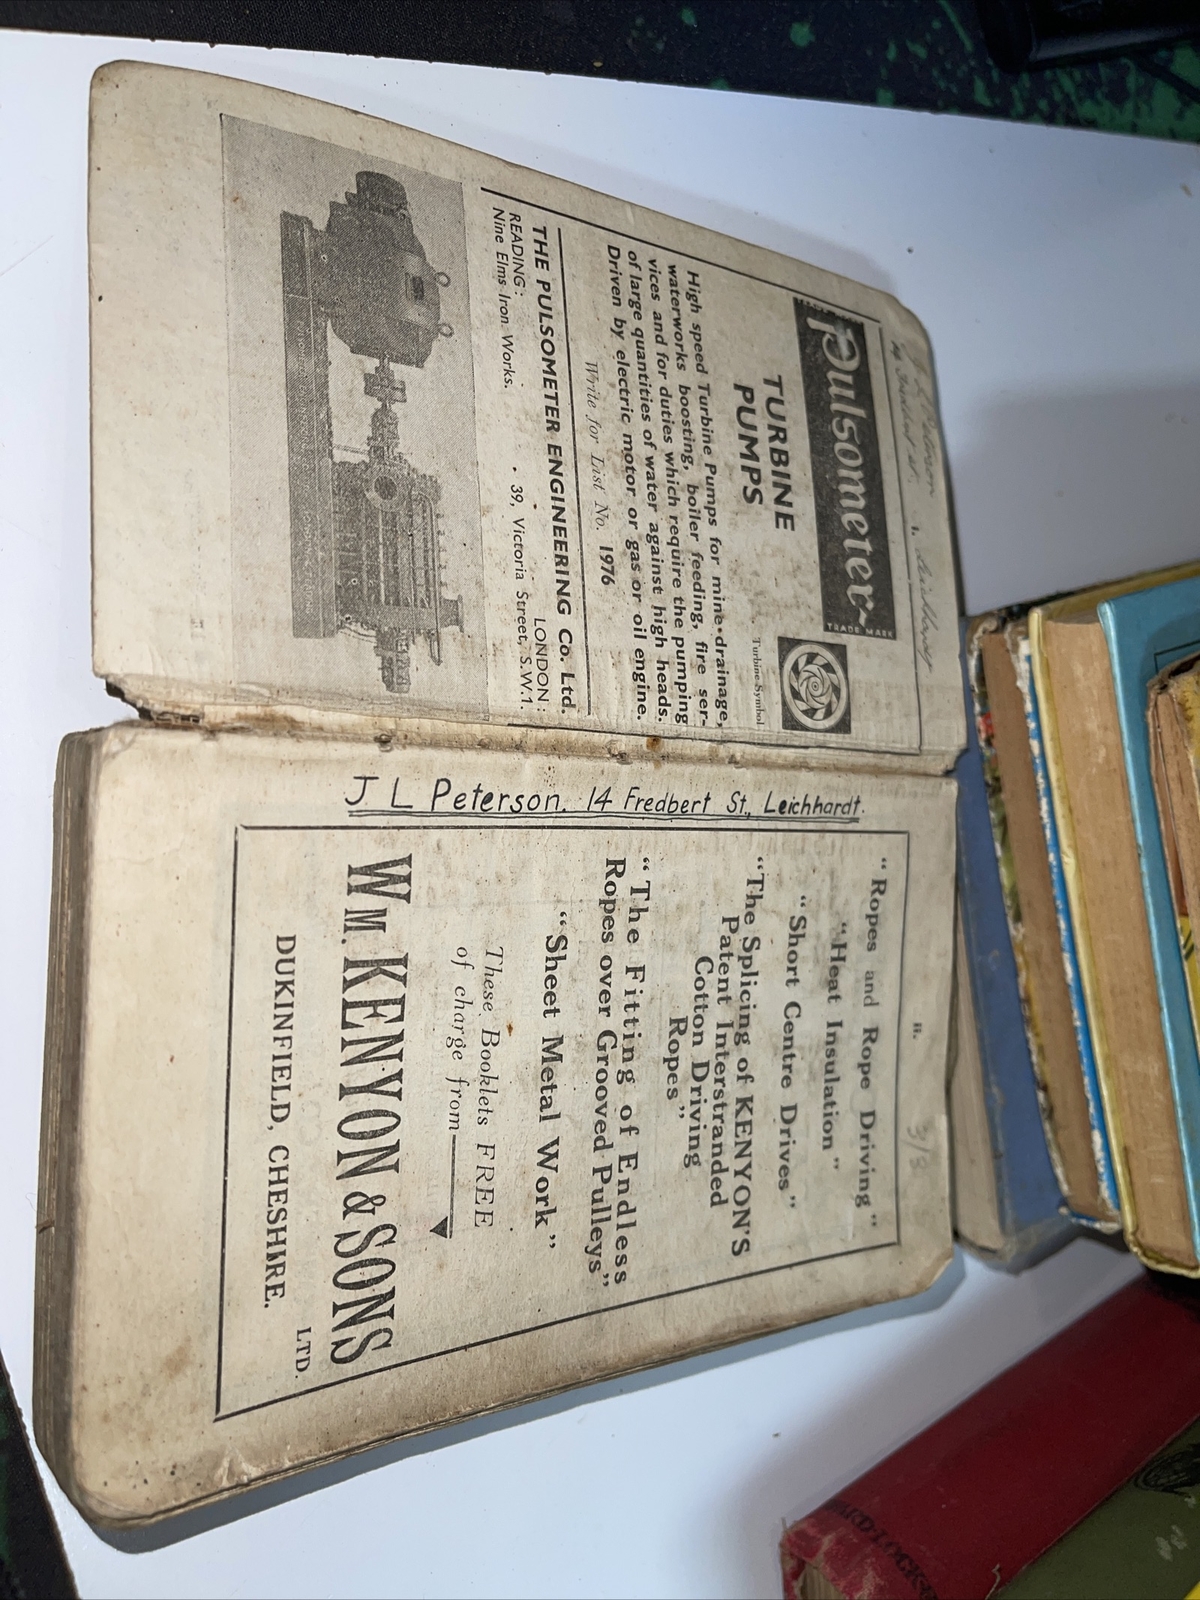 14 Fredbert St.
i.
Pulsometer
TRADE MARK
TURBINE
PUMPS
Turbine Symbol.
High speed Turbine Pumps for mine-drainage,
waterworks boosting, boiler feeding, fire ser-
vices and for duties which require the pumping
of large quantities of water against high heads.
Driven by electric motor or gas or oil engine.
Write for List No. 1976
THE PULSOMETER ENGINEERING Co. Ltd.
READING: LONDON:
Nine Elms Iron Works. 39, Victoria Street, S.W.1.
J L Peterson. 14 Fredbert St., Leichhardt.
ii. 3/8
“Ropes and Rope Driving”
“Heat Insulation”
“Short Centre Drives”
“The Splicing of KENYON'S
Patent Interstranded
Cotton Driving
Ropes”
“The Fitting of Endless
Ropes over Grooved Pulleys”
“Sheet Metal Work”
These Booklets FREE
of charge from
WM. KENYON & SONS
LTD.
DUKINFIELD, CHESHIRE.